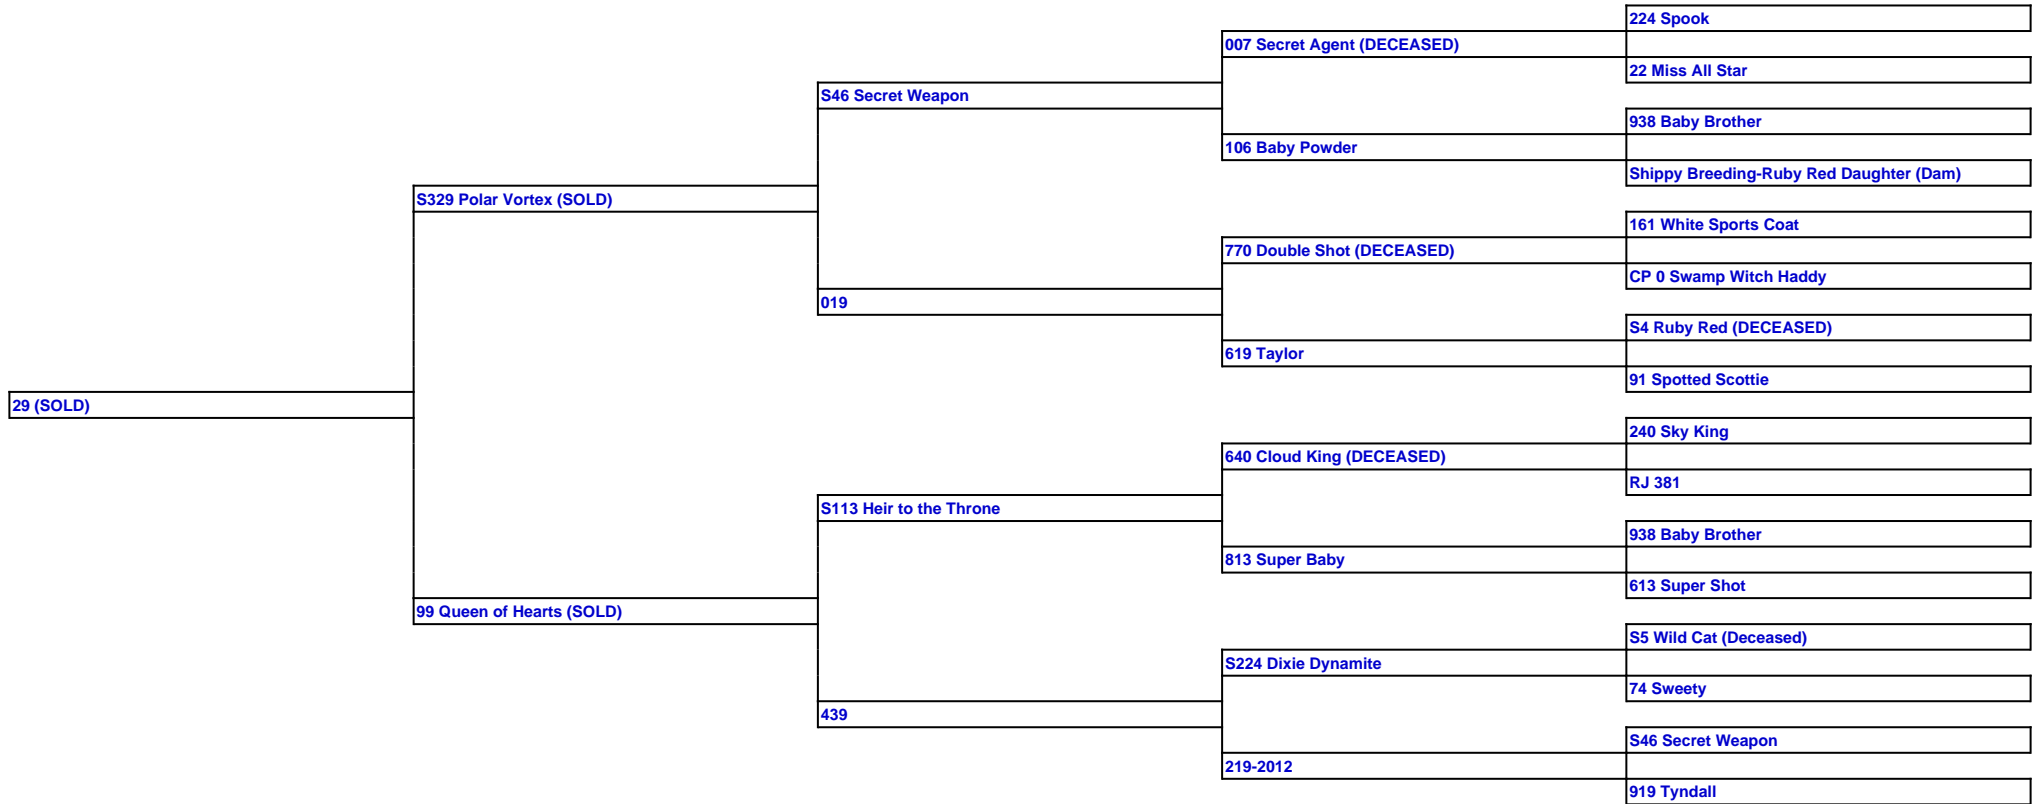 224 Spook
007 Secret Agent (DECEASED)
22 Miss All Star
S46 Secret Weapon
938 Baby Brother
106 Baby Powder
Shippy Breeding-Ruby Red Daughter (Dam)
S329 Polar Vortex (SOLD)
161 White Sports Coat
770 Double Shot (DECEASED)
CP 0 Swamp Witch Haddy
019
S4 Ruby Red (DECEASED)
619 Taylor
91 Spotted Scottie
29 (SOLD)
240 Sky King
640 Cloud King (DECEASED)
RJ 381
S113 Heir to the Throne
938 Baby Brother
813 Super Baby
613 Super Shot
99 Queen of Hearts (SOLD)
S5 Wild Cat (Deceased)
S224 Dixie Dynamite
74 Sweety
439
S46 Secret Weapon
219-2012
919 Tyndall